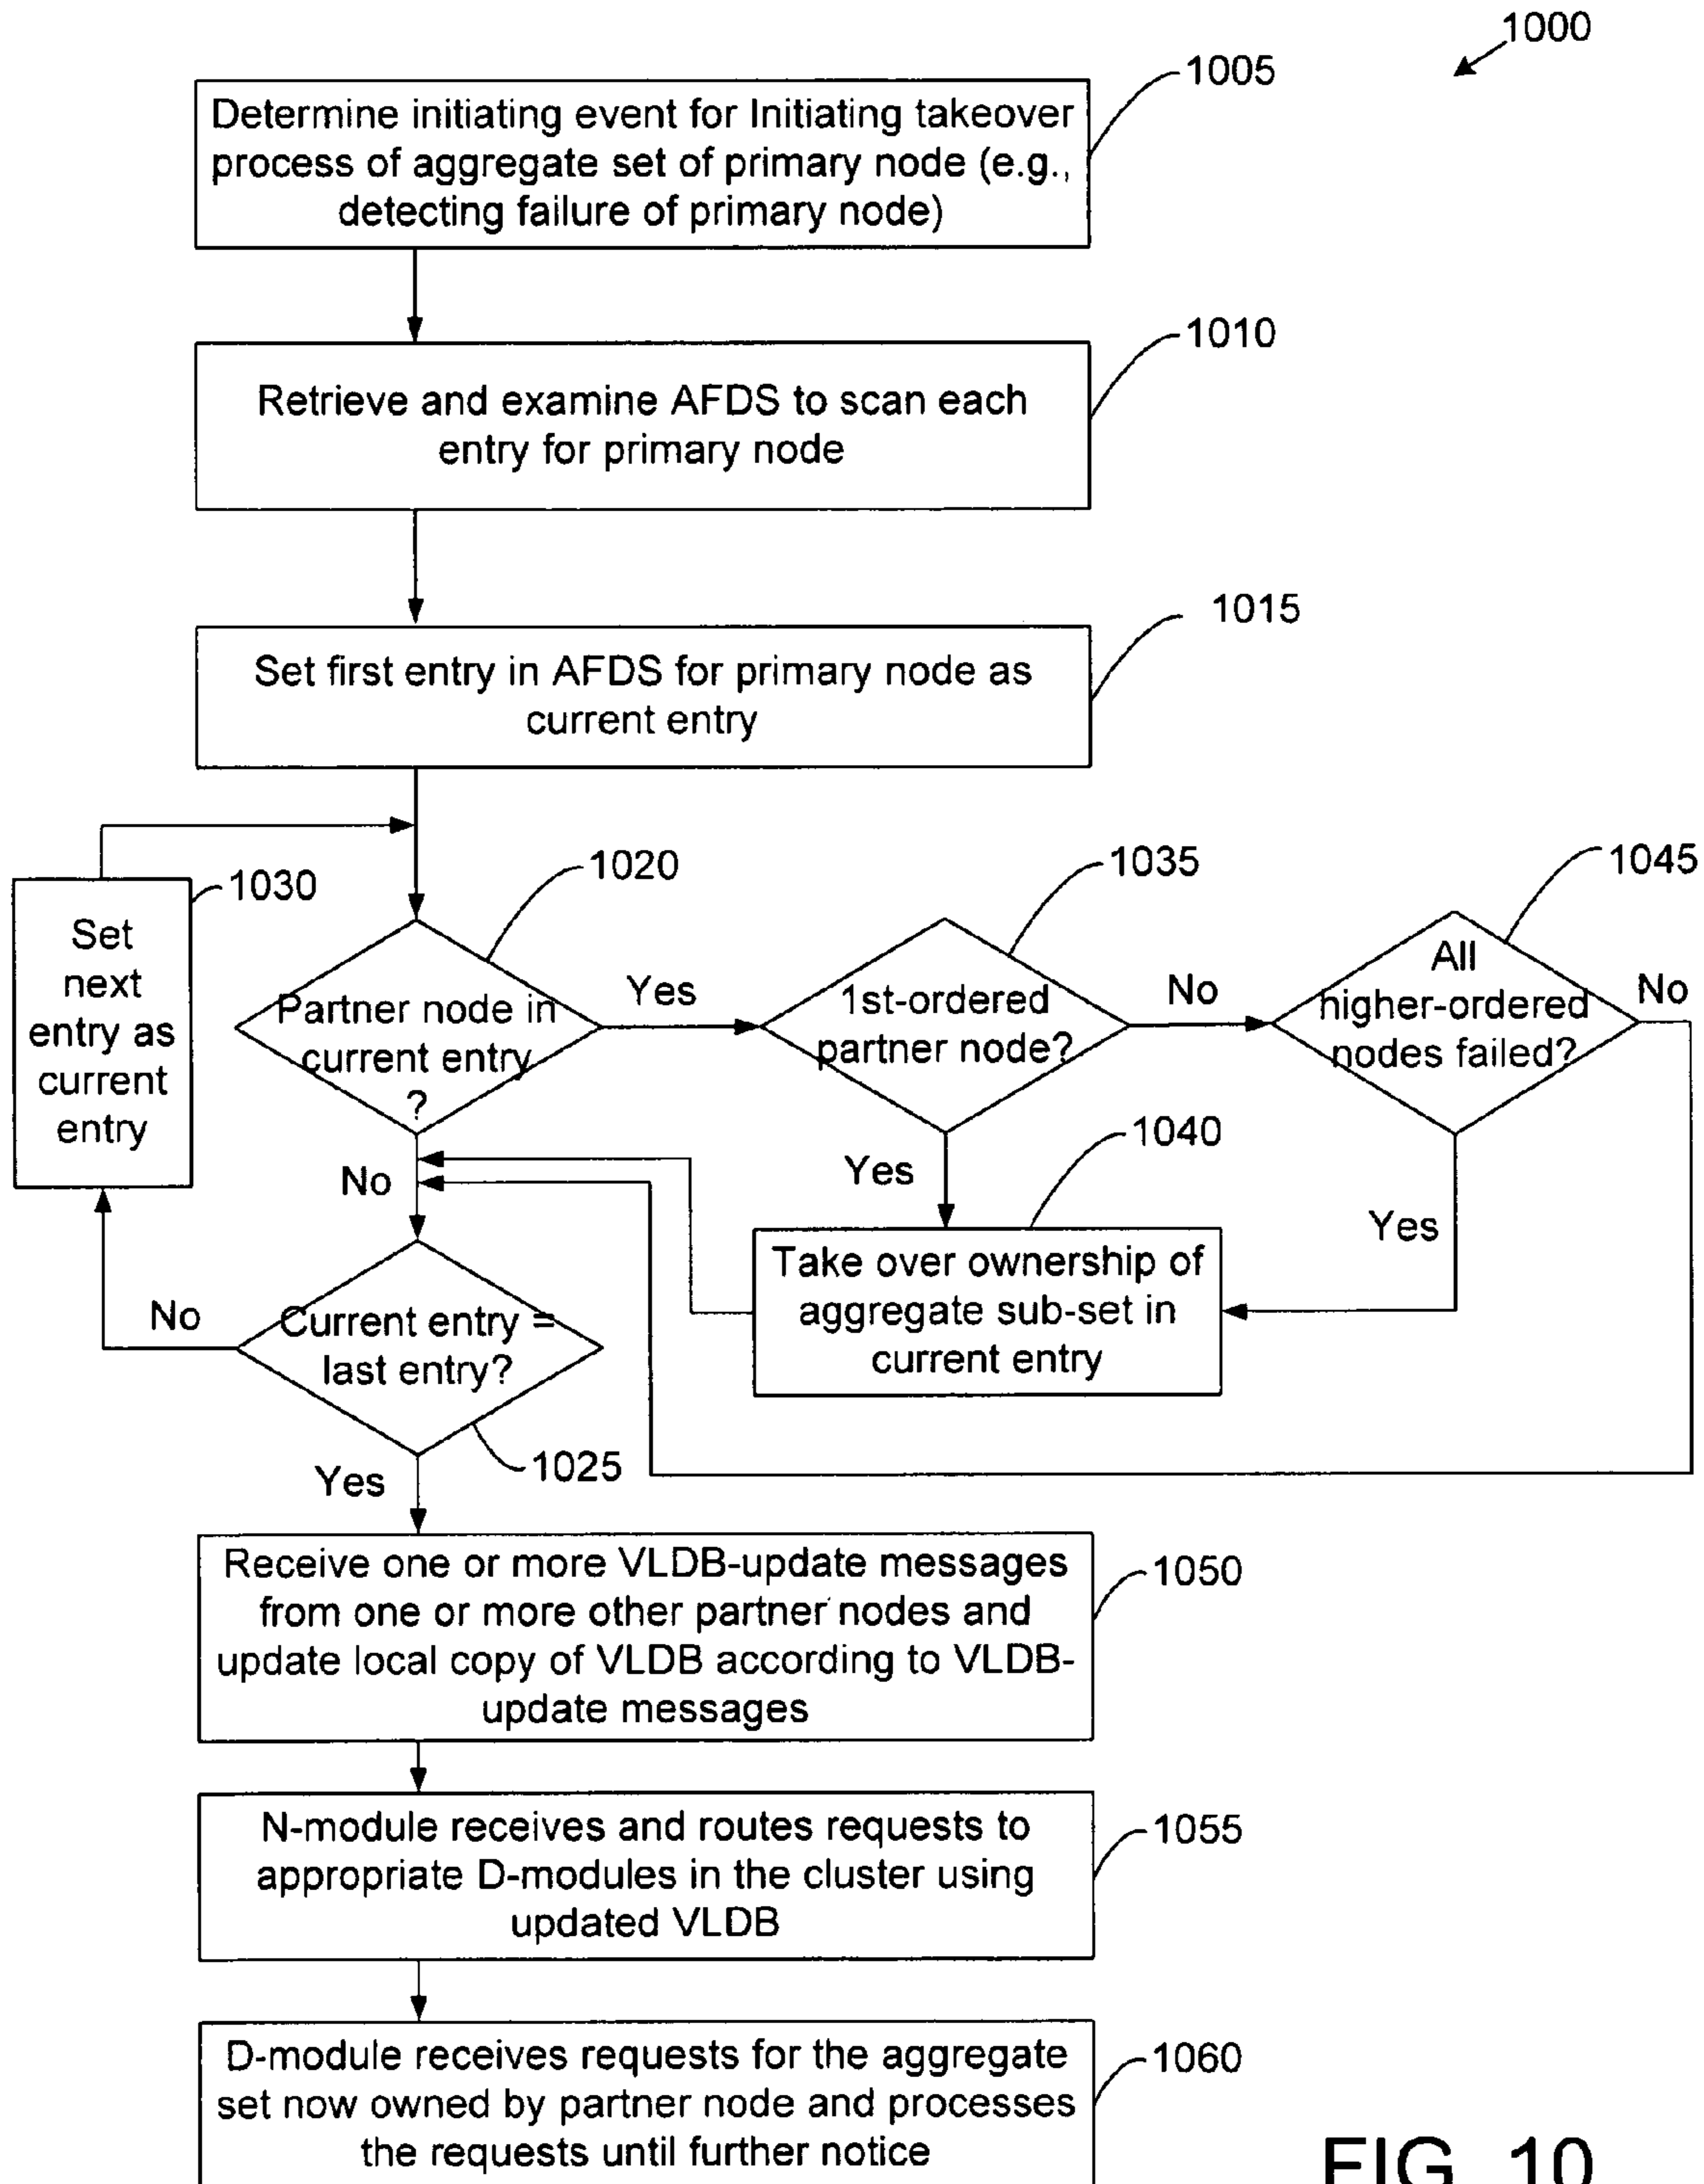 1000
1005
Determine initiating event for Initiating takeover
process of aggregate set of primary node (e.g.,
detecting failure of primary node)
1010
Retrieve and examine AFDS to scan each
entry for primary node
1015
Set first entry in AFDS for primary node as
current entry
1030
Set
next
entry as
current
entry
1020
Partner node in
current entry
?
Yes
No
1035
1st-ordered
partner node?
No
Yes
1045
All
higher-ordered
nodes failed?
No
Yes
1040
Take over ownership of
aggregate sub-set in
current entry
Current entry =
last entry?
No
1025
Yes
Receive one or more VLDB-update messages
from one or more other partner nodes and
update local copy of VLDB according to VLDB-
update messages
1050
N-module receives and routes requests to
appropriate D-modules in the cluster using
updated VLDB
1055
D-module receives requests for the aggregate
set now owned by partner node and processes
the requests until further notice
1060
FIG. 10